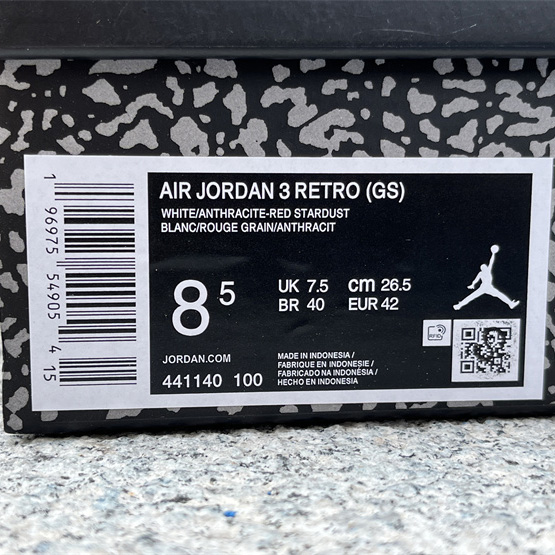 1 96975 54905 4 15
AIR JORDAN 3 RETRO (GS)
WHITE/ANTHRACITE-RED STARDUST
BLANC/ROUGE GRAIN/ANTHRACIT
8 5
UK 7.5 cm 26.5
BR 40 EUR 42
JORDAN.COM
441140 100
MADE IN INDONESIA /
FABRIQUE EN INDONESIE /
FABRICADO NA INDONÉSIA /
HECHO EN INDONESIA
RFID